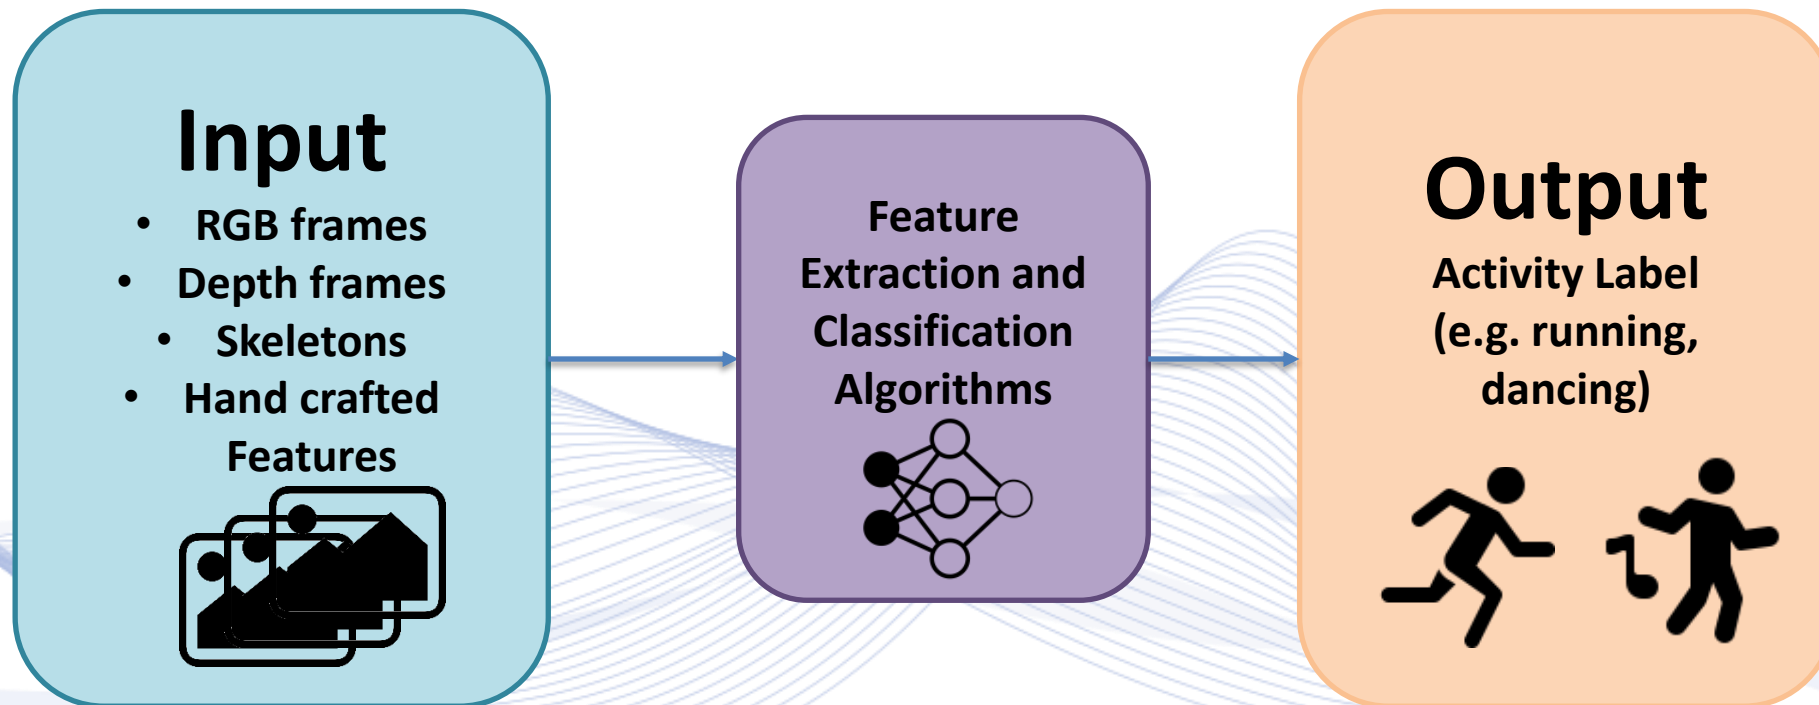 Input
• RGB frames
• Depth frames
• Skeletons
• Hand crafted
Features
Feature
Extraction and
Classification
Algorithms
Output
Activity Label
(e.g. running,
dancing)